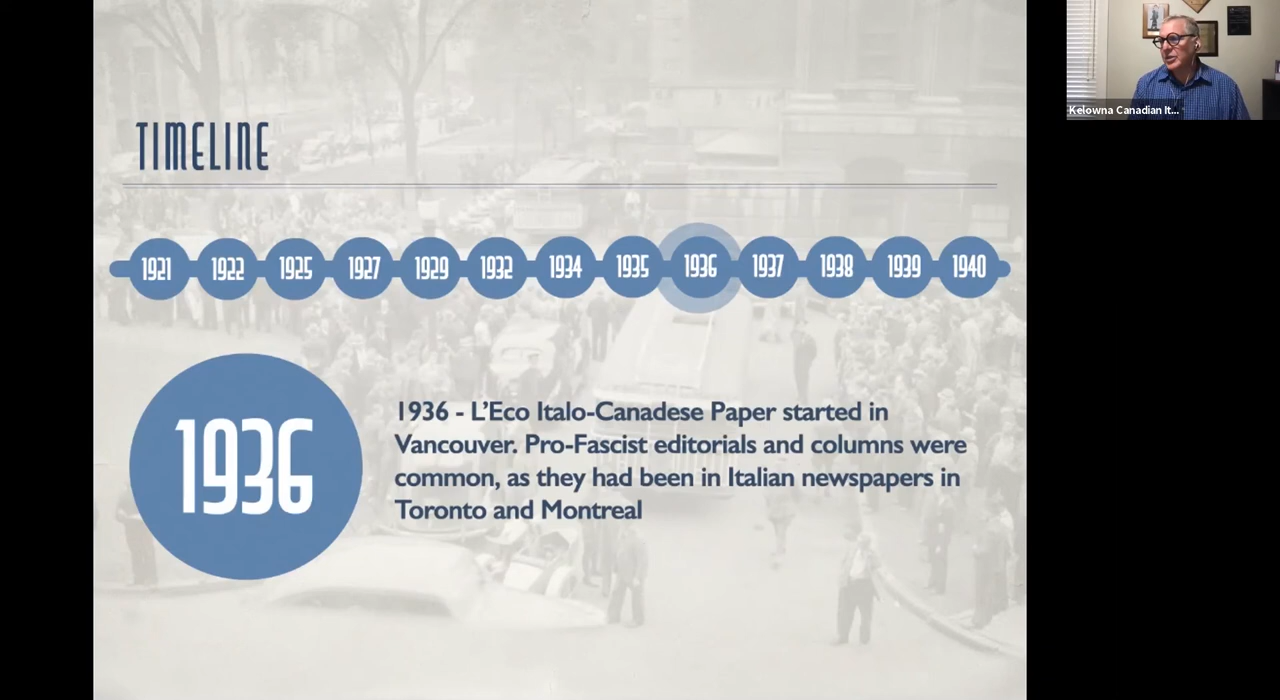 Kelowna Canadian It...
TIMELINE
1921 1922 1925 1927 1929 1932 1934 1935 1936 1937 1938 1939 1940
1936
1936 - L’Eco Italo-Canadese Paper started in
Vancouver. Pro-Fascist editorials and columns were
common, as they had been in Italian newspapers in
Toronto and Montreal